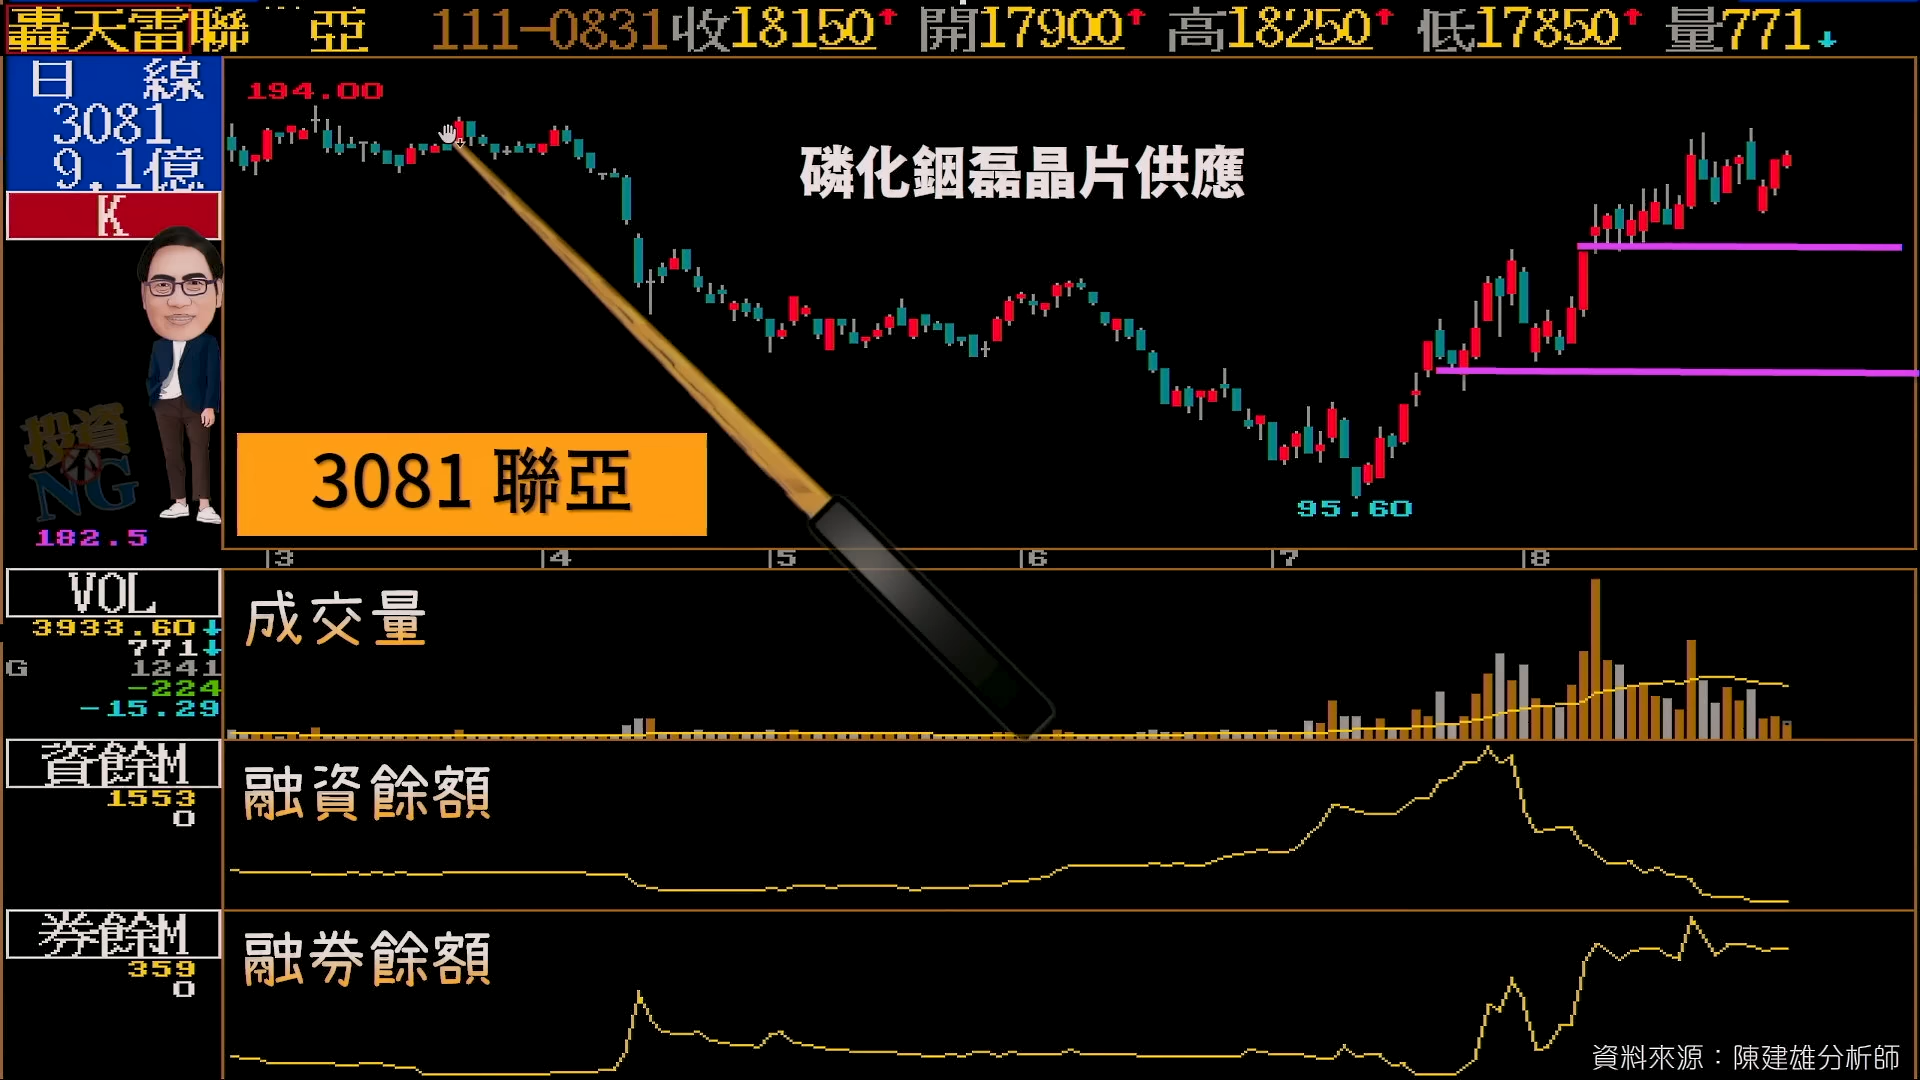 轟天雷聯 亞 111-0831收18150↑ 開17900↑ 高18250↑ 低17850↑ 量771↓
日 線
3081
9.1億
K
194.00
磷化銦磊晶片供應
投資
不
NG
3081 聯亞
95.60
182.5
3 4 5 6 7 8
VOL
成交量
3933.60↓
771↓
G 1241
-224
-15.29
資餘M
融資餘額
1553
0
券餘M
融券餘額
359
0
資料來源：陳建雄分析師